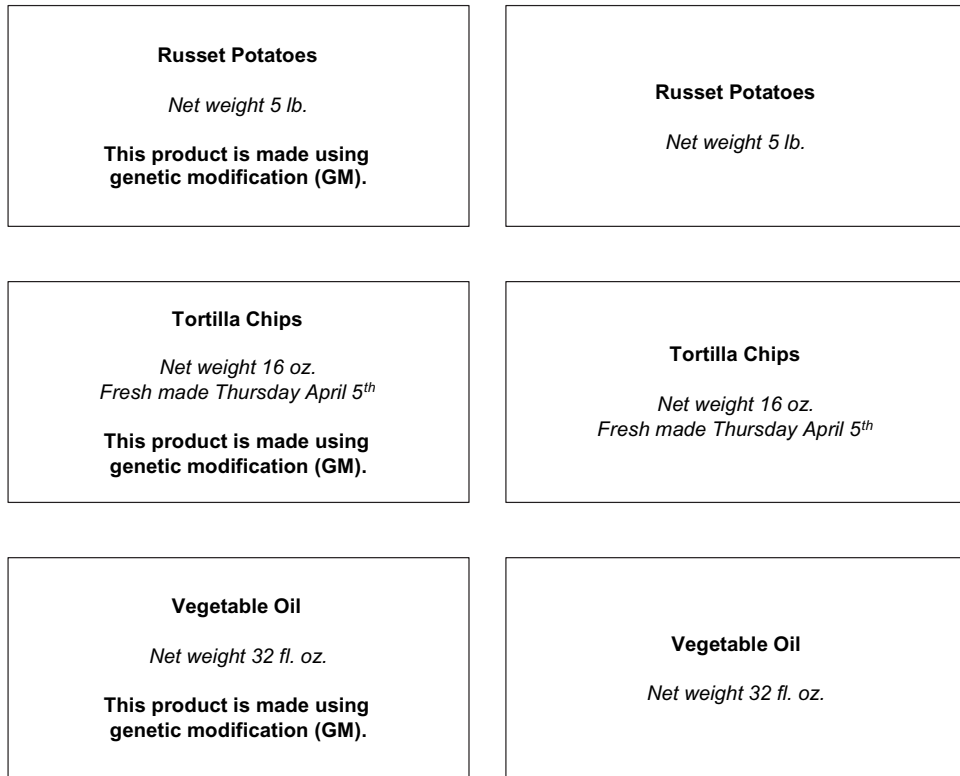 Russet Potatoes
Net weight 5 lb.
This product is made using
genetic modification (GM).
Russet Potatoes
Net weight 5 lb.
Tortilla Chips
Net weight 16 oz.
Fresh made Thursday April 5th
This product is made using
genetic modification (GM).
Tortilla Chips
Net weight 16 oz.
Fresh made Thursday April 5th
Vegetable Oil
Net weight 32 fl. oz.
This product is made using
genetic modification (GM).
Vegetable Oil
Net weight 32 fl. oz.